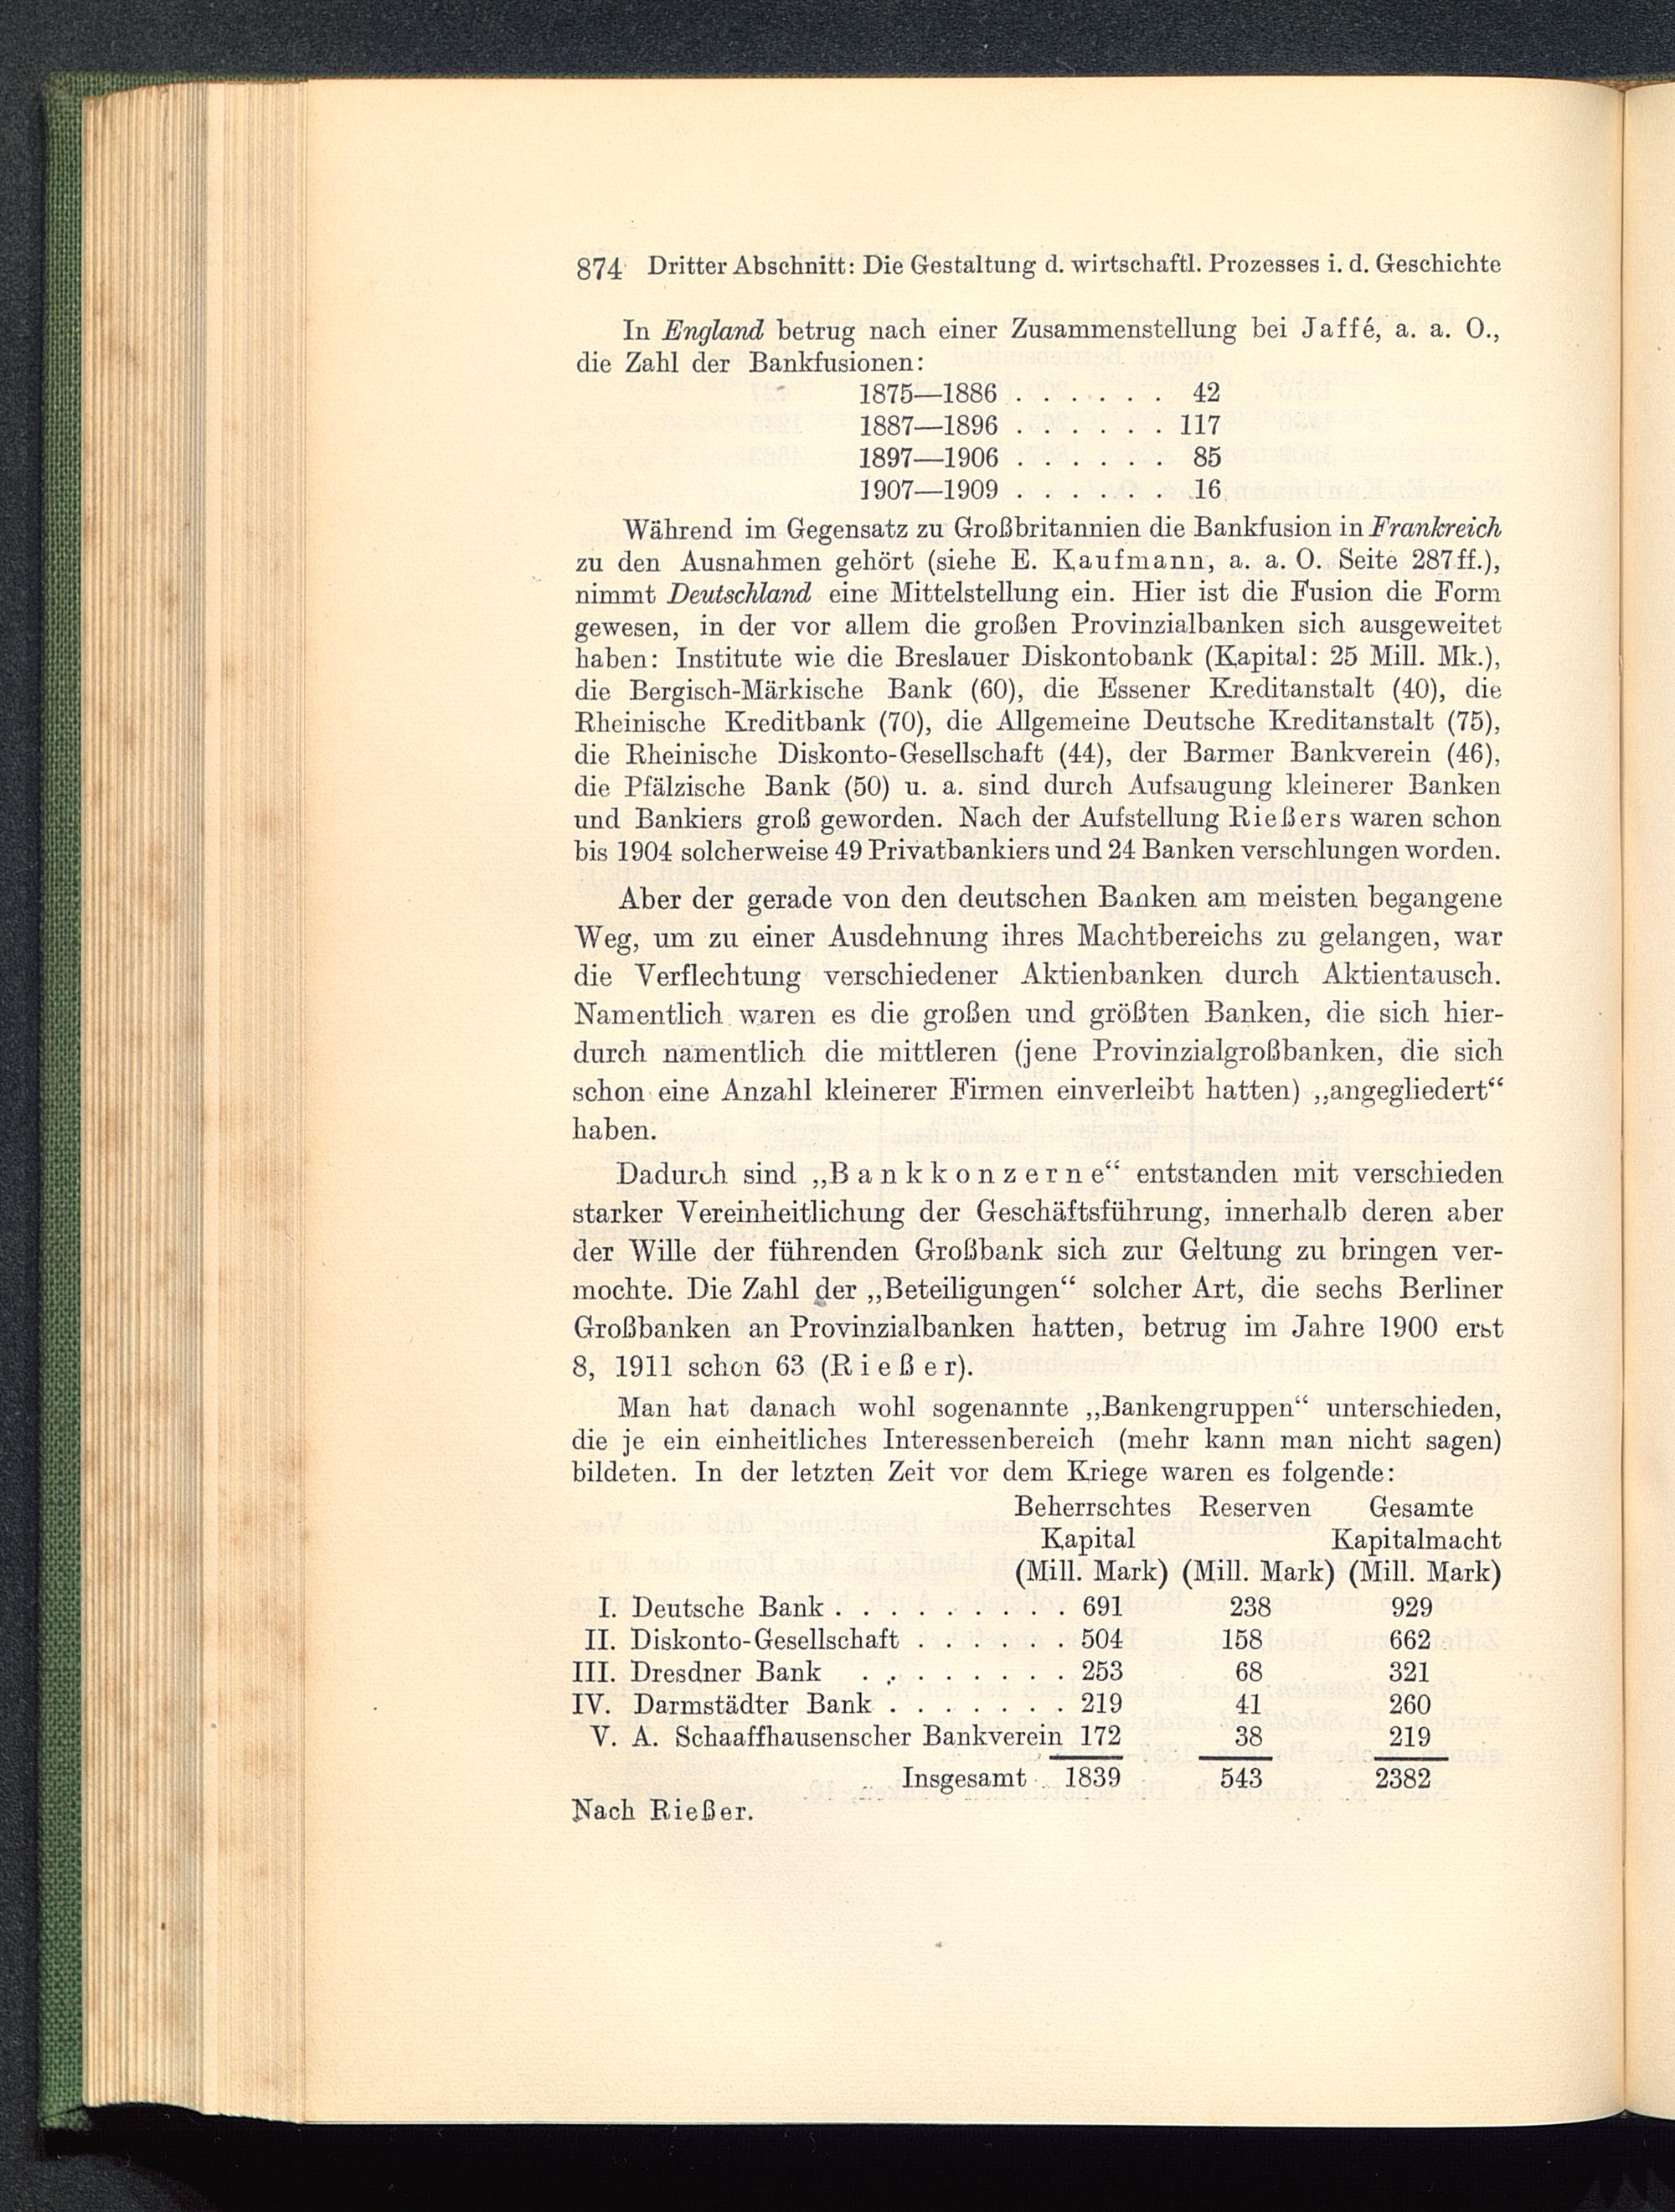 874 Dritter Abschnitt: Die Gestaltung d. wirtschaftl. Prozesses i. d. Geschichte
In England betrug nach einer Zusammenstellung bei Jaffé, a. a. O.,
die Zahl der Bankfusionen:
1875—1886 . . . . . . 42
1887—1896 . . . . . . 117
1897—1906 . . . . . . 85
1907—1909 . . . . . . 16
Während im Gegensatz zu Großbritannien die Bankfusion in Frankreich
zu den Ausnahmen gehört (siehe E. Kaufmann, a. a. O. Seite 287ff.),
nimmt Deutschland eine Mittelstellung ein. Hier ist die Fusion die Form
gewesen, in der vor allem die großen Provinzialbanken sich ausgeweitet
haben: Institute wie die Breslauer Diskontobank (Kapital: 25 Mill. Mk.),
die Bergisch-Märkische Bank (60), die Essener Kreditanstalt (40), die
Rheinische Kreditbank (70), die Allgemeine Deutsche Kreditanstalt (75),
die Rheinische Diskonto-Gesellschaft (44), der Barmer Bankverein (46),
die Pfälzische Bank (50) u. a. sind durch Aufsaugung kleinerer Banken
und Bankiers groß geworden. Nach der Aufstellung Rießers waren schon
bis 1904 solcherweise 49 Privatbankiers und 24 Banken verschlungen worden.
Aber der gerade von den deutschen Banken am meisten begangene
Weg, um zu einer Ausdehnung ihres Machtbereichs zu gelangen, war
die Verflechtung verschiedener Aktienbanken durch Aktientausch.
Namentlich waren es die großen und größten Banken, die sich hier-
durch namentlich die mittleren (jene Provinzialgroßbanken, die sich
schon eine Anzahl kleinerer Firmen einverleibt hatten) „angegliedert“
haben.
Dadurch sind „Bankkonzerne“ entstanden mit verschieden
starker Vereinheitlichung der Geschäftsführung, innerhalb deren aber
der Wille der führenden Großbank sich zur Geltung zu bringen ver-
mochte. Die Zahl der „Beteiligungen“ solcher Art, die sechs Berliner
Großbanken an Provinzialbanken hatten, betrug im Jahre 1900 erst
8, 1911 schon 63 (Rießer).
Man hat danach wohl sogenannte „Bankengruppen“ unterschieden,
die je ein einheitliches Interessenbereich (mehr kann man nicht sagen)
bildeten. In der letzten Zeit vor dem Kriege waren es folgende:
Beherrschtes Reserven Gesamte
Kapital Kapitalmacht
(Mill. Mark) (Mill. Mark) (Mill. Mark)
I. Deutsche Bank . . . . . . . . . . 691 238 929
II. Diskonto-Gesellschaft . . . . . . 504 158 662
III. Dresdner Bank . . . . . . . . 253 68 321
IV. Darmstädter Bank . . . . . . . 219 41 260
V. A. Schaaffhausenscher Bankverein 172 38 219
Insgesamt . 1839 543 2382
Nach Rießer.